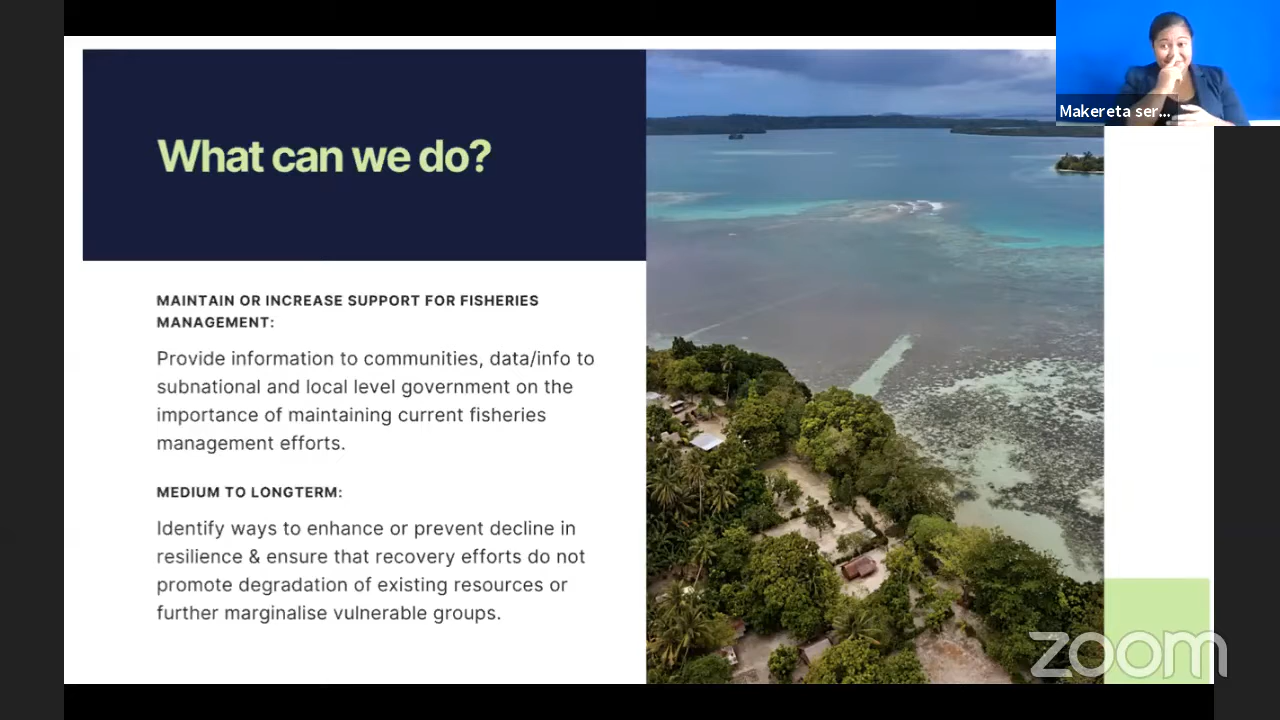 Makereta ser...
What can we do?
MAINTAIN OR INCREASE SUPPORT FOR FISHERIES
MANAGEMENT:
Provide information to communities, data/info to
subnational and local level government on the
importance of maintaining current fisheries
management efforts.
MEDIUM TO LONGTERM:
Identify ways to enhance or prevent decline in
resilience & ensure that recovery efforts do not
promote degradation of existing resources or
further marginalise vulnerable groups.
zoom